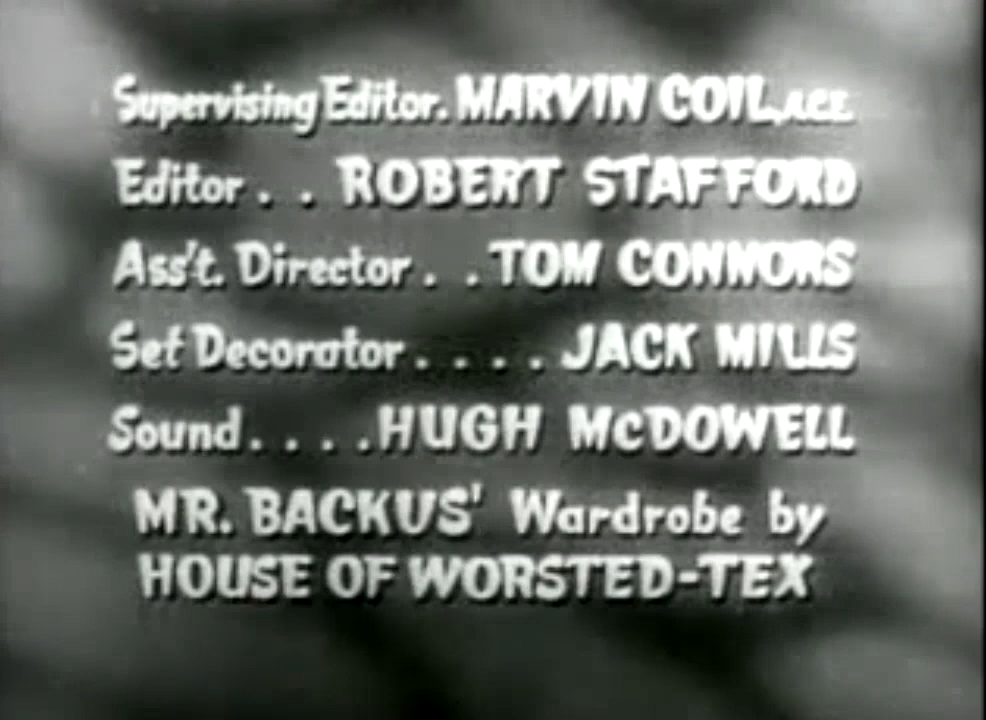 Supervising Editor. MARVIN COIL, A.C.E.
Editor . . ROBERT STAFFORD
Ass't. Director . . TOM CONNORS
Set Decorator . . . . JACK MILLS
Sound . . . . HUGH McDOWELL
MR. BACKUS' Wardrobe by
HOUSE OF WORSTED-TEX